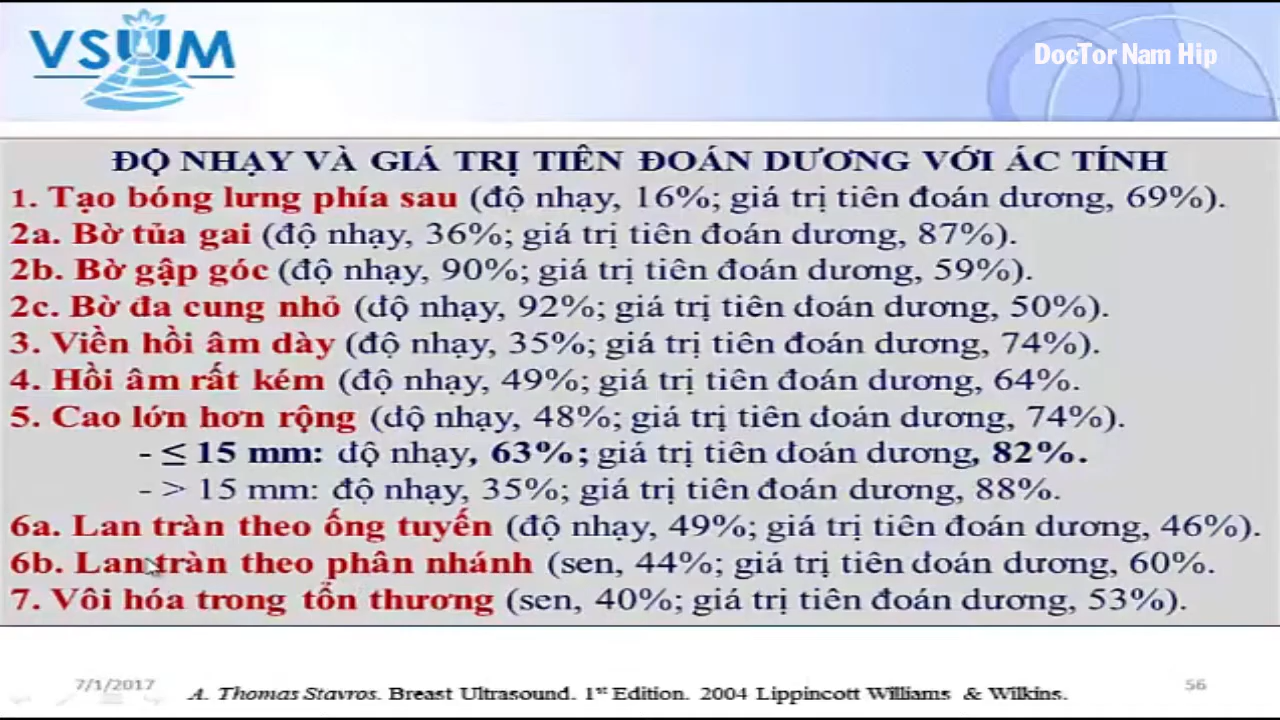 VSUM
DocTor Nam Hip
ĐỘ NHẠY VÀ GIÁ TRỊ TIÊN ĐOÁN DƯƠNG VỚI ÁC TÍNH
1. Tạo bóng lưng phía sau (độ nhạy, 16%; giá trị tiên đoán dương, 69%).
2a. Bờ tủa gai (độ nhạy, 36%; giá trị tiên đoán dương, 87%).
2b. Bờ gập góc (độ nhạy, 90%; giá trị tiên đoán dương, 59%).
2c. Bờ đa cung nhỏ (độ nhạy, 92%; giá trị tiên đoán dương, 50%).
3. Viền hồi âm dày (độ nhạy, 35%; giá trị tiên đoán dương, 74%).
4. Hồi âm rất kém (độ nhạy, 49%; giá trị tiên đoán dương, 64%.
5. Cao lớn hơn rộng (độ nhạy, 48%; giá trị tiên đoán dương, 74%).
- ≤ 15 mm: độ nhạy, 63%; giá trị tiên đoán dương, 82%.
- > 15 mm: độ nhạy, 35%; giá trị tiên đoán dương, 88%.
6a. Lan tràn theo ống tuyến (độ nhạy, 49%; giá trị tiên đoán dương, 46%).
6b. Lan tràn theo phân nhánh (sen, 44%; giá trị tiên đoán dương, 60%.
7. Vôi hóa trong tổn thương (sen, 40%; giá trị tiên đoán dương, 53%).
7/1/2017
A. Thomas Stavros. Breast Ultrasound. 1st Edition. 2004 Lippincott Williams & Wilkins.
56